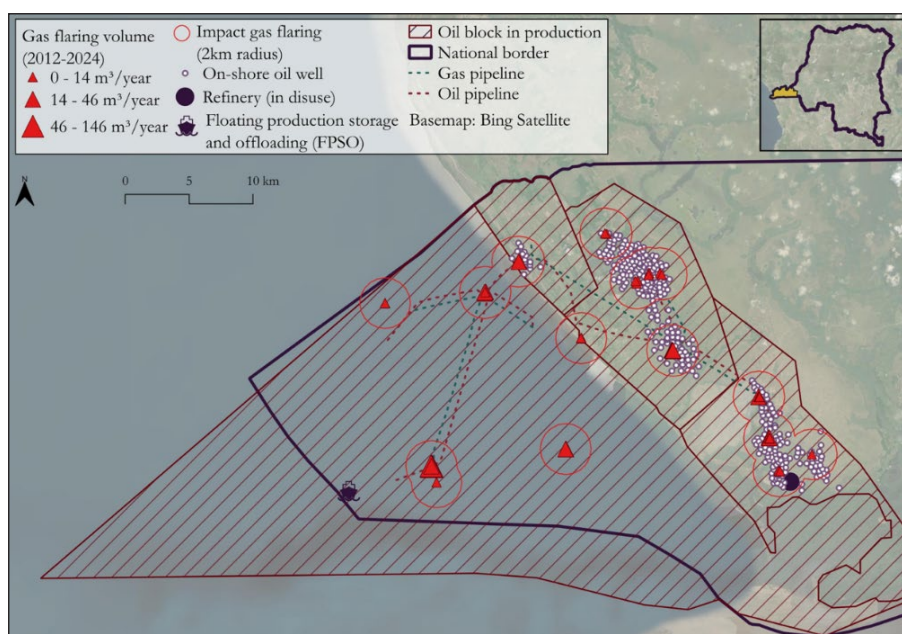 Gas flaring volume
(2012-2024)
0 - 14 m³/year
14 - 46 m³/year
46 - 146 m³/year
Impact gas flaring
(2km radius)
On-shore oil well
Refinery (in disuse)
Floating production storage
and offloading (FPSO)
Oil block in production
National border
Gas pipeline
Oil pipeline
Basemap: Bing Satellite
N
0 5 10 km